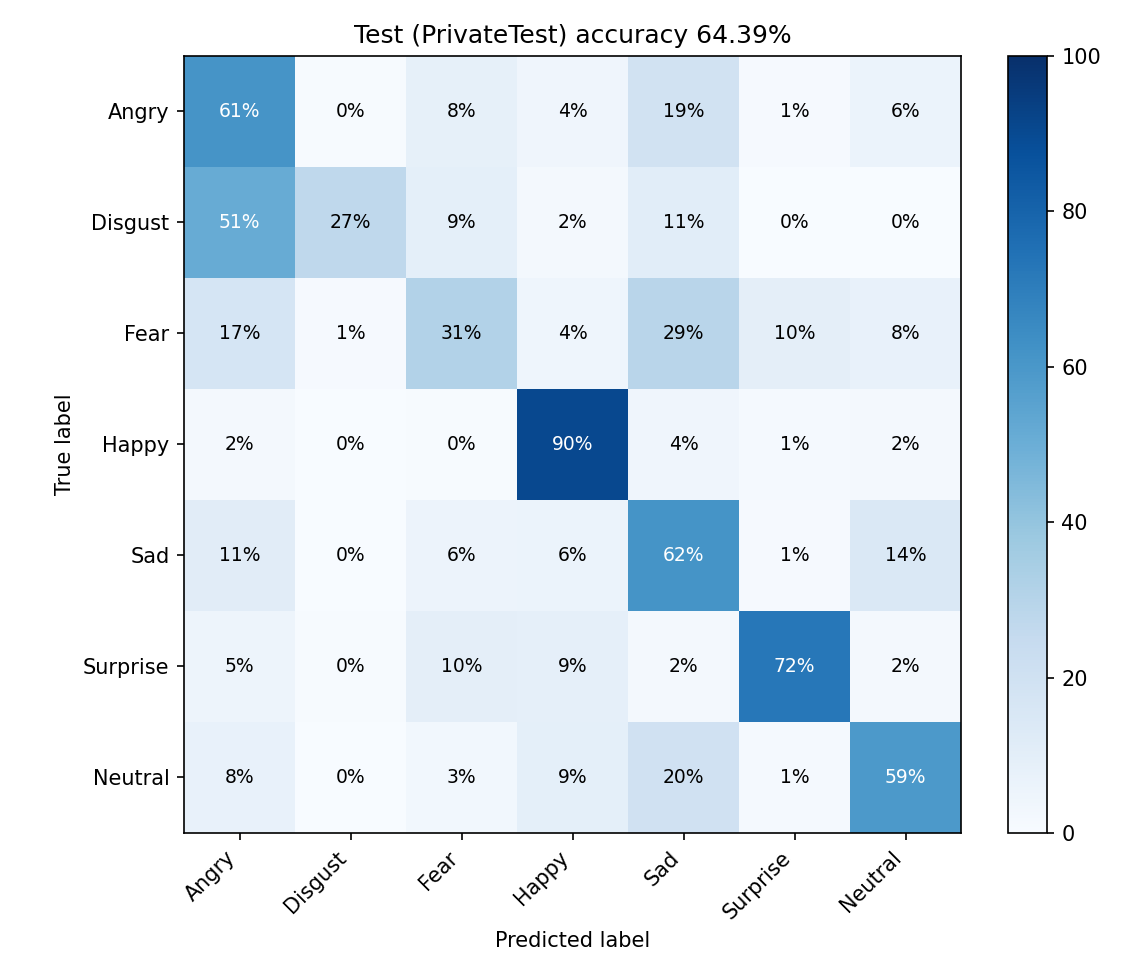 Test (PrivateTest) accuracy 64.39%
Angry 61% 0% 8% 4% 19% 1% 6%
Disgust 51% 27% 9% 2% 11% 0% 0%
Fear 17% 1% 31% 4% 29% 10% 8%
Happy 2% 0% 0% 90% 4% 1% 2%
Sad 11% 0% 6% 6% 62% 1% 14%
Surprise 5% 0% 10% 9% 2% 72% 2%
Neutral 8% 0% 3% 9% 20% 1% 59%
True label
Angry Disgust Fear Happy Sad Surprise Neutral
Predicted label
100
80
60
40
20
0